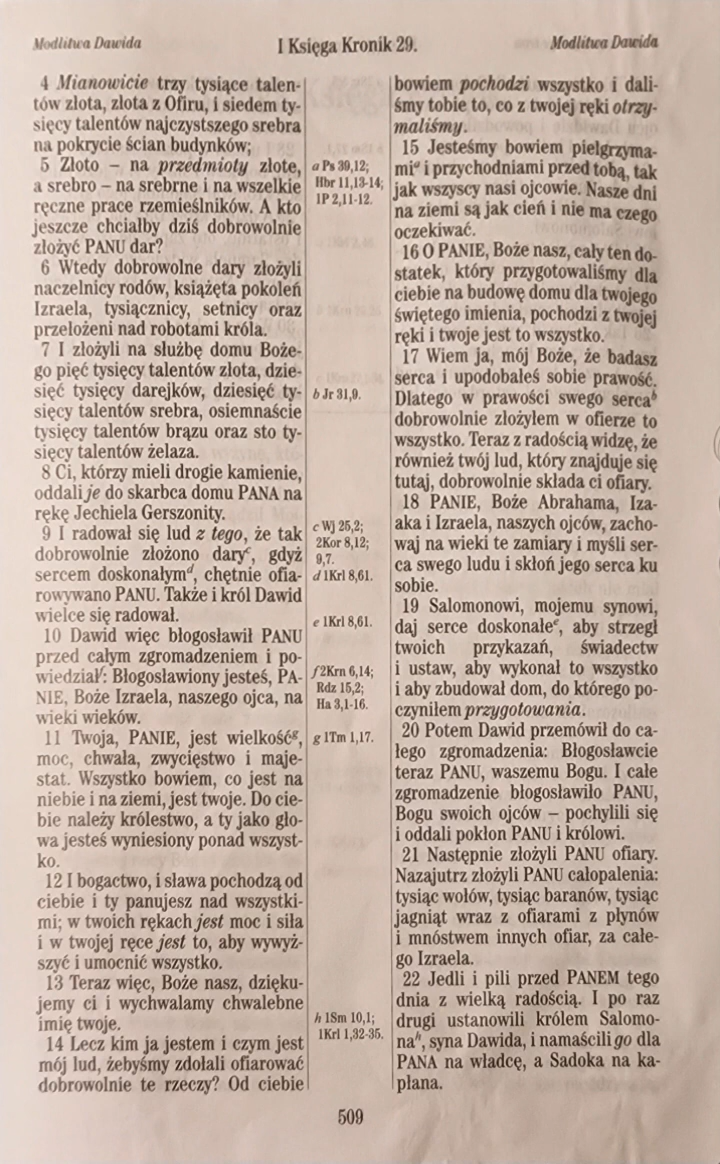 Modlitwa Dawida
I Księga Kronik 29.
Modlitwa Dawida
4 Mianowicie trzy tysiące talen-
tów złota, złota z Ofiru, i siedem ty-
sięcy talentów najczystszego srebra
na pokrycie ścian budynków;
5 Złoto – na przedmioty złote,
a srebro – na srebrne i na wszelkie
ręczne prace rzemieślników. A kto
jeszcze chciałby dziś dobrowolnie
złożyć PANU dar?
6 Wtedy dobrowolne dary złożyli
naczelnicy rodów, książęta pokoleń
Izraela, tysiącznicy, setnicy oraz
przełożeni nad robotami króla.
7 I złożyli na służbę domu Boże-
go pięć tysięcy talentów złota, dzie-
sięć tysięcy darejków, dziesięć ty-
sięcy talentów srebra, osiemnaście
tysięcy talentów brązu oraz sto ty-
sięcy talentów żelaza.
8 Ci, którzy mieli drogie kamienie,
oddali je do skarbca domu PANA na
rękę Jechiela Gerszonity.
9 I radował się lud z tego, że tak
dobrowolnie złożono dary^c, gdyż
sercem doskonałym^d, chętnie ofia-
rowywano PANU. Także i król Dawid
wielce się radował.
10 Dawid więc błogosławił PANU
przed całym zgromadzeniem i po-
wiedział^f: Błogosławiony jesteś, PA-
NIE, Boże Izraela, naszego ojca, na
wieki wieków.
11 Twoja, PANIE, jest wielkość^g,
moc, chwała, zwycięstwo i maje-
stat. Wszystko bowiem, co jest na
niebie i na ziemi, jest twoje. Do cie-
bie należy królestwo, a ty jako gło-
wa jesteś wyniesiony ponad wszyst-
ko.
12 I bogactwo, i sława pochodzą od
ciebie i ty panujesz nad wszystki-
mi; w twoich rękach jest moc i siła
i w twojej ręce jest to, aby wywyż-
szyć i umocnić wszystko.
13 Teraz więc, Boże nasz, dzięku-
jemy ci i wychwalamy chwalebne
imię twoje.
14 Lecz kim ja jestem i czym jest
mój lud, żebyśmy zdołali ofiarować
dobrowolnie te rzeczy? Od ciebie
a Ps 39,12;
Hbr 11,13-14;
1P 2,11-12.
b Jr 31,9.
c Wj 25,2;
2Kor 8,12;
9,7.
d 1Krl 8,61.
e 1Krl 8,61.
f 2Krn 6,14;
Rdz 15,2;
Ha 3,1-16.
g 1Tm 1,17.
h 1Sm 10,1;
1Krl 1,32-35.
bowiem pochodzi wszystko i dali-
śmy tobie to, co z twojej ręki otrzy-
maliśmy.
15 Jesteśmy bowiem pielgrzyma-
mi^a i przychodniami przed tobą, tak
jak wszyscy nasi ojcowie. Nasze dni
na ziemi są jak cień i nie ma czego
oczekiwać.
16 O PANIE, Boże nasz, cały ten do-
statek, który przygotowaliśmy dla
ciebie na budowę domu dla twojego
świętego imienia, pochodzi z twojej
ręki i twoje jest to wszystko.
17 Wiem ja, mój Boże, że badasz
serca i upodobałeś sobie prawość.
Dlatego w prawości swego serca^b
dobrowolnie złożyłem w ofierze to
wszystko. Teraz z radością widzę, że
również twój lud, który znajduje się
tutaj, dobrowolnie składa ci ofiary.
18 PANIE, Boże Abrahama, Iza-
aka i Izraela, naszych ojców, zacho-
waj na wieki te zamiary i myśli ser-
ca swego ludu i skłoń jego serca ku
sobie.
19 Salomonowi, mojemu synowi,
daj serce doskonałe^e, aby strzegł
twoich przykazań, świadectw
i ustaw, aby wykonał to wszystko
i aby zbudował dom, do którego po-
czyniłem przygotowania.
20 Potem Dawid przemówił do ca-
łego zgromadzenia: Błogosławcie
teraz PANU, waszemu Bogu. I całe
zgromadzenie błogosławiło PANU,
Bogu swoich ojców – pochylili się
i oddali pokłon PANU i królowi.
21 Następnie złożyli PANU ofiary.
Nazajutrz złożyli PANU całopalenia:
tysiąc wołów, tysiąc baranów, tysiąc
jagniąt wraz z ofiarami z płynów
i mnóstwem innych ofiar, za całe-
go Izraela.
22 Jedli i pili przed PANEM tego
dnia z wielką radością. I po raz
drugi ustanowili królem Salomo-
na^h, syna Dawida, i namaścili go dla
PANA na władcę, a Sadoka na ka-
płana.
509